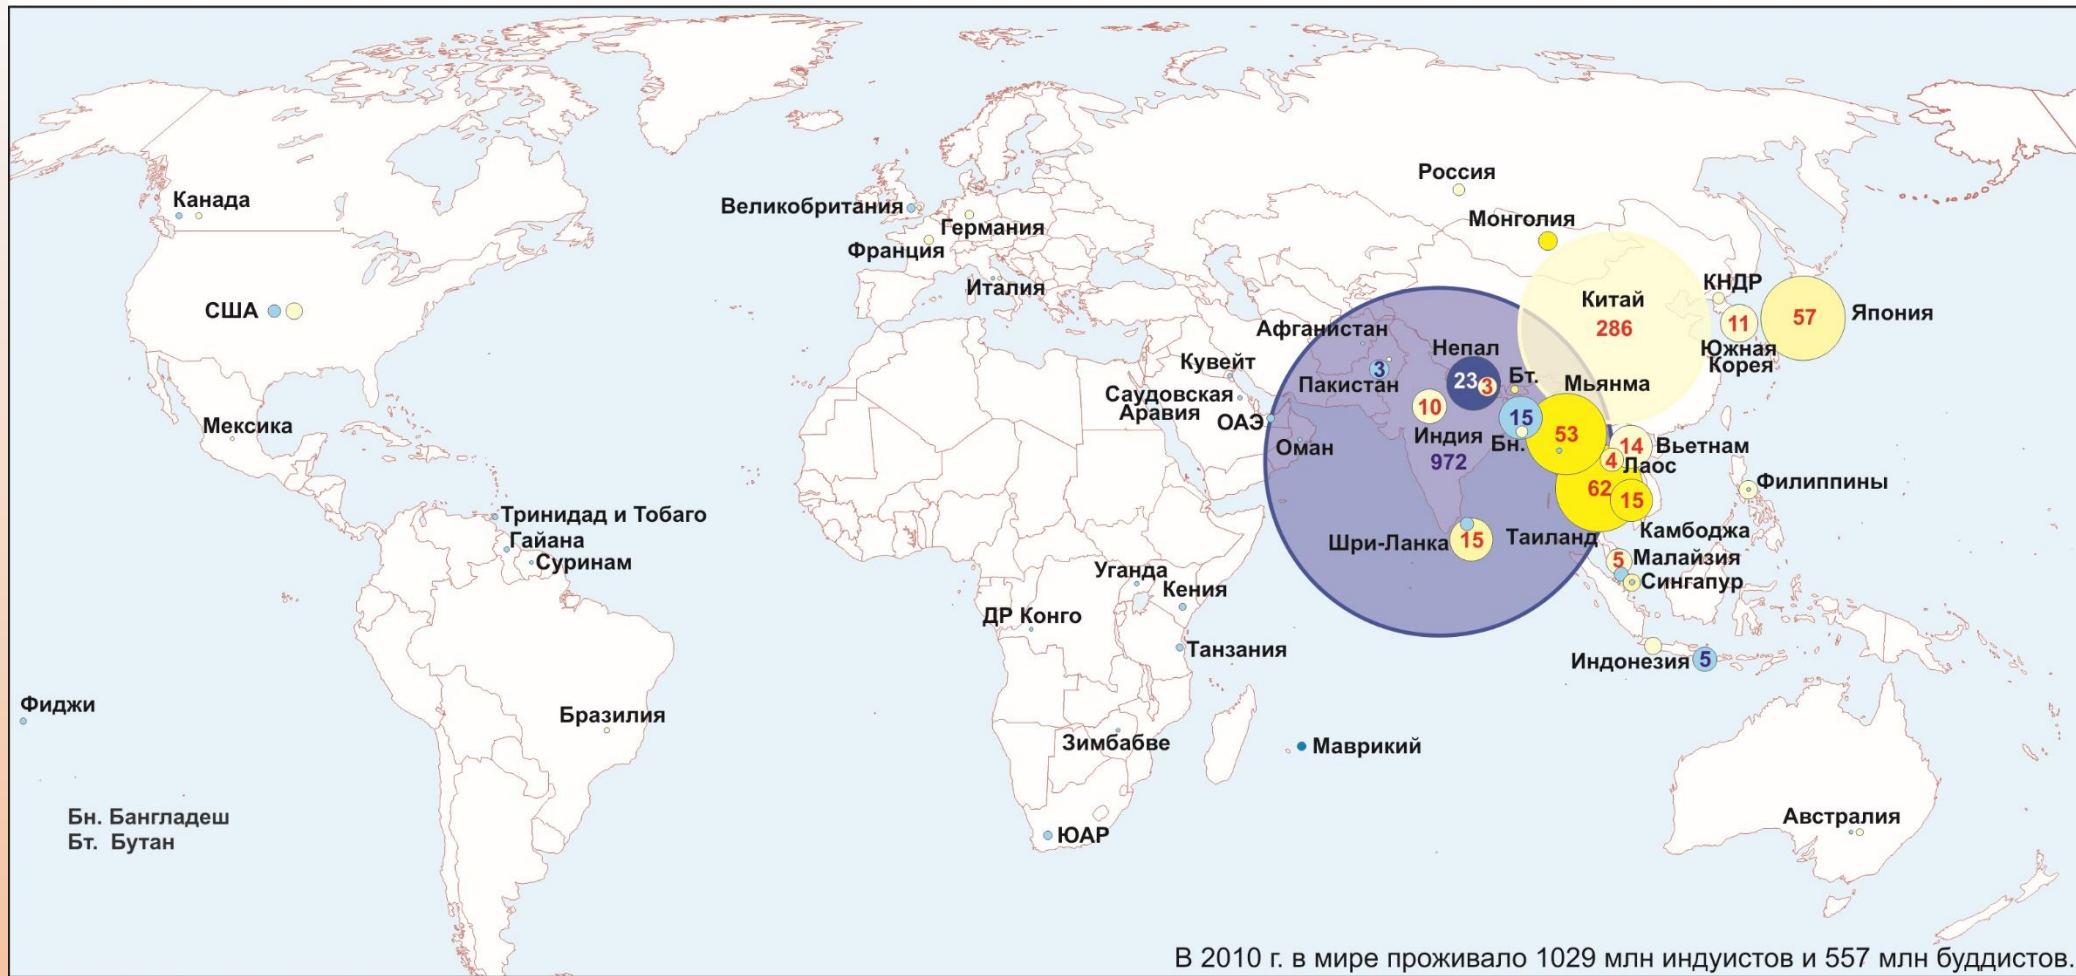 Канада
США
Мексика
Тринидад и Тобаго
Гайана
Суринам
Бразилия
Фиджи
Бн. Бангладеш
Бт. Бутан
Великобритания
Германия
Франция
Италия
Россия
Монголия
Китай
286
КНДР
11
Южная
Корея
57
Япония
Афганистан
Кувейт
Саудовская
Аравия
ОАЭ
Оман
3
Пакистан
Непал
23
3
Бт.
Мьянма
10
Индия
972
15
Бн.
53
14
Вьетнам
4
Лаос
62
15
Таиланд
Камбоджа
Филиппины
Шри-Ланка
15
5
Малайзия
Сингапур
Индонезия
5
Уганда
Кения
ДР Конго
Танзания
Зимбабве
Маврикий
ЮАР
Австралия
В 2010 г. в мире проживало 1029 млн индуистов и 557 млн буддистов.